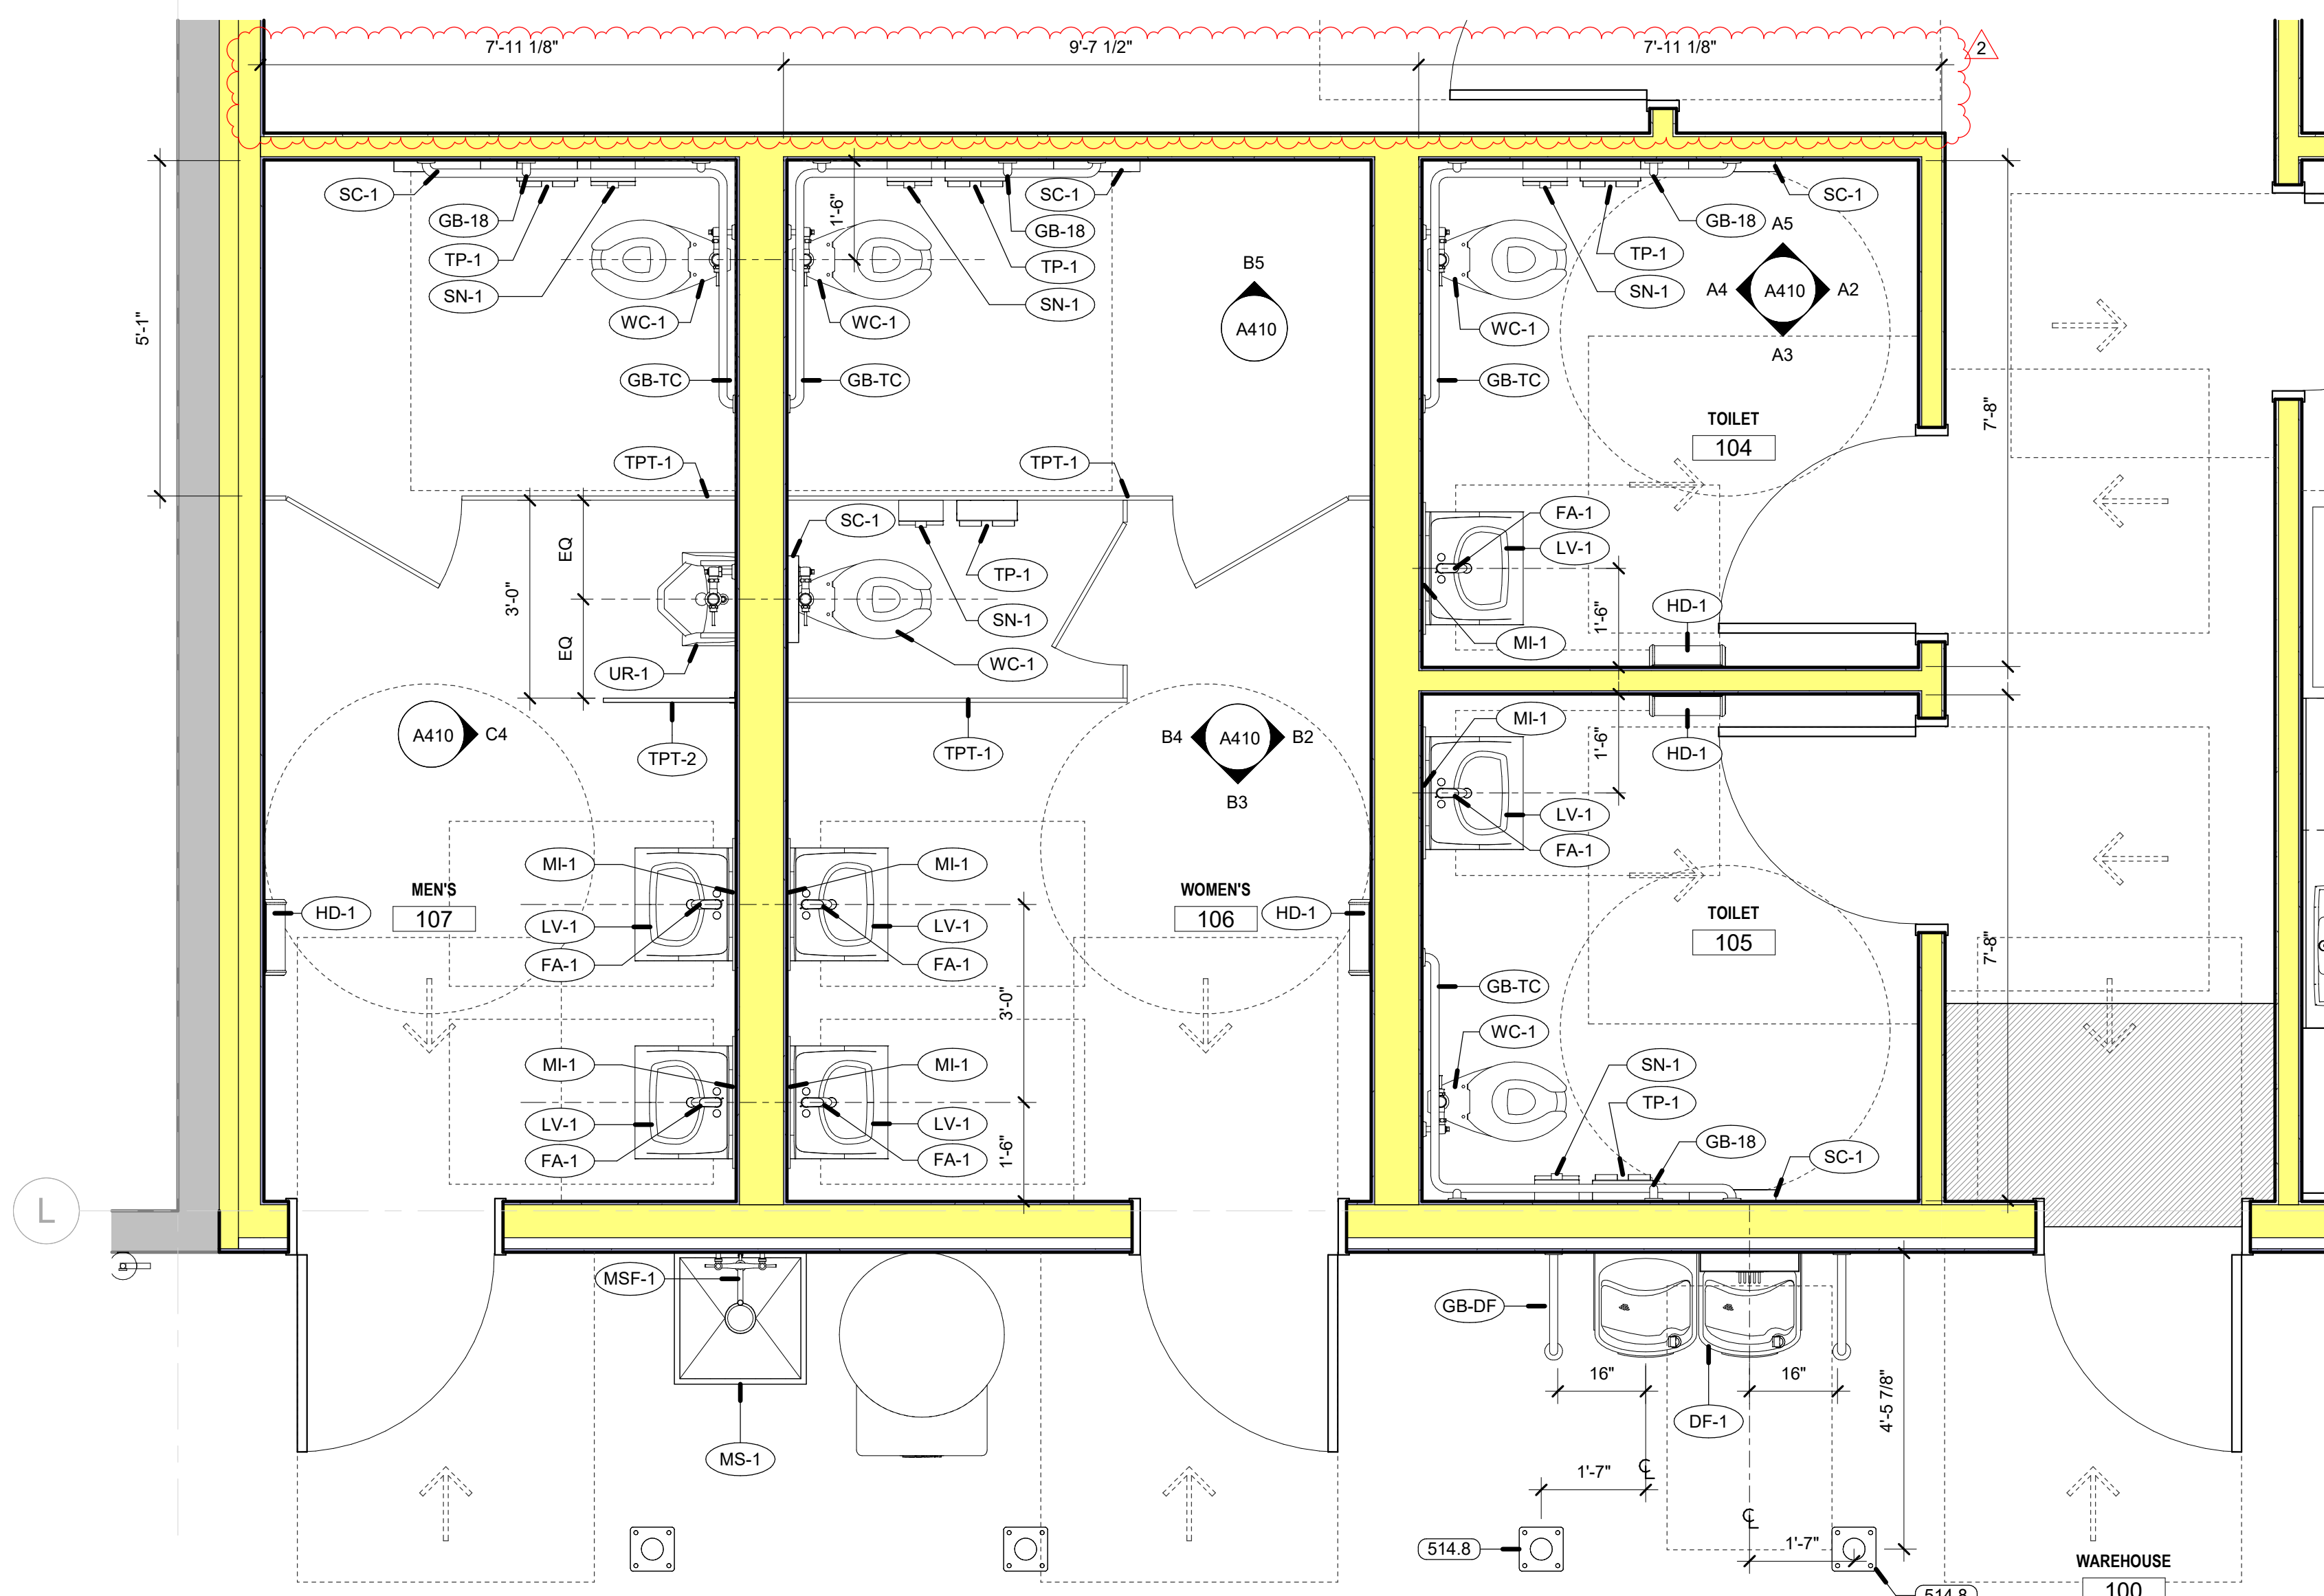 7'-11 1/8"
9'-7 1/2"
7'-11 1/8"
2
SC-1
GB-18
TP-1
SN-1
WC-1
GB-TC
TPT-1
5'-1"
1'-6"
SC-1
GB-18
TP-1
SN-1
WC-1
GB-TC
TPT-1
B5
A410
SC-1
GB-18
TP-1
SN-1
WC-1
GB-TC
A5
A4
A410
A2
A3
TOILET
104
7'-8"
EQ
EQ
3'-0"
UR-1
TPT-2
SC-1
TP-1
SN-1
WC-1
TPT-1
FA-1
LV-1
HD-1
MI-1
1'-6"
A410
C4
B4
A410
B2
B3
MI-1
HD-1
1'-6"
LV-1
FA-1
MEN'S
107
HD-1
MI-1
LV-1
FA-1
MI-1
LV-1
FA-1
MI-1
LV-1
FA-1
MI-1
LV-1
FA-1
WOMEN'S
106
HD-1
3'-0"
1'-6"
TOILET
105
7'-8"
GB-TC
WC-1
SN-1
TP-1
GB-18
SC-1
L
MSF-1
MS-1
GB-DF
16"
16"
DF-1
4'-5 7/8"
1'-7"
℄
℄
1'-7"
514.8
WAREHOUSE
100
514.8